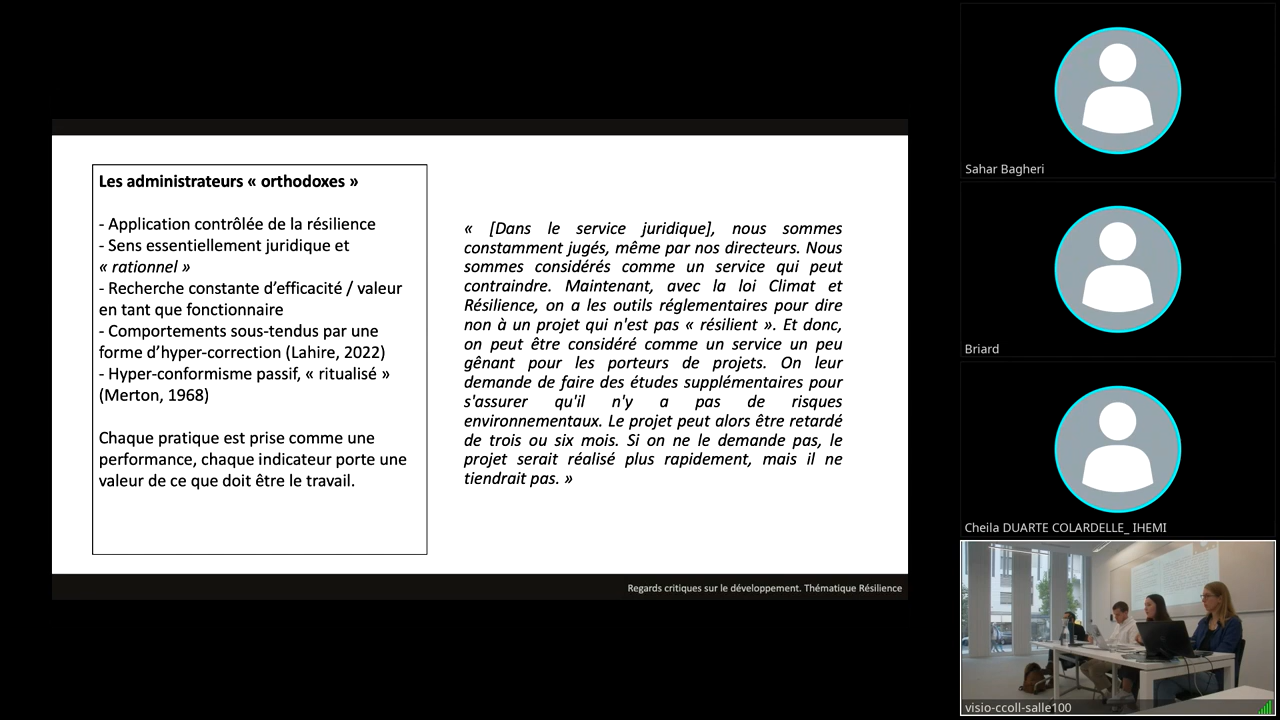 Les administrateurs « orthodoxes »
- Application contrôlée de la résilience
- Sens essentiellement juridique et
« rationnel »
- Recherche constante d'efficacité / valeur
en tant que fonctionnaire
- Comportements sous-tendus par une
forme d'hyper-correction (Lahire, 2022)
- Hyper-conformisme passif, « ritualisé »
(Merton, 1968)
Chaque pratique est prise comme une
performance, chaque indicateur porte une
valeur de ce que doit être le travail.
« [Dans le service juridique], nous sommes
constamment jugés, même par nos directeurs. Nous
sommes considérés comme un service qui peut
contraindre. Maintenant, avec la loi Climat et
Résilience, on a les outils réglementaires pour dire
non à un projet qui n'est pas « résilient ». Et donc,
on peut être considéré comme un service un peu
gênant pour les porteurs de projets. On leur
demande de faire des études supplémentaires pour
s'assurer qu'il n'y a pas de risques
environnementaux. Le projet peut alors être retardé
de trois ou six mois. Si on ne le demande pas, le
projet serait réalisé plus rapidement, mais il ne
tiendrait pas. »
Regards critiques sur le développement. Thématique Résilience
Sahar Bagheri
Briard
Cheila DUARTE COLARDELLE_ IHEMI
visio-ccoll-salle100